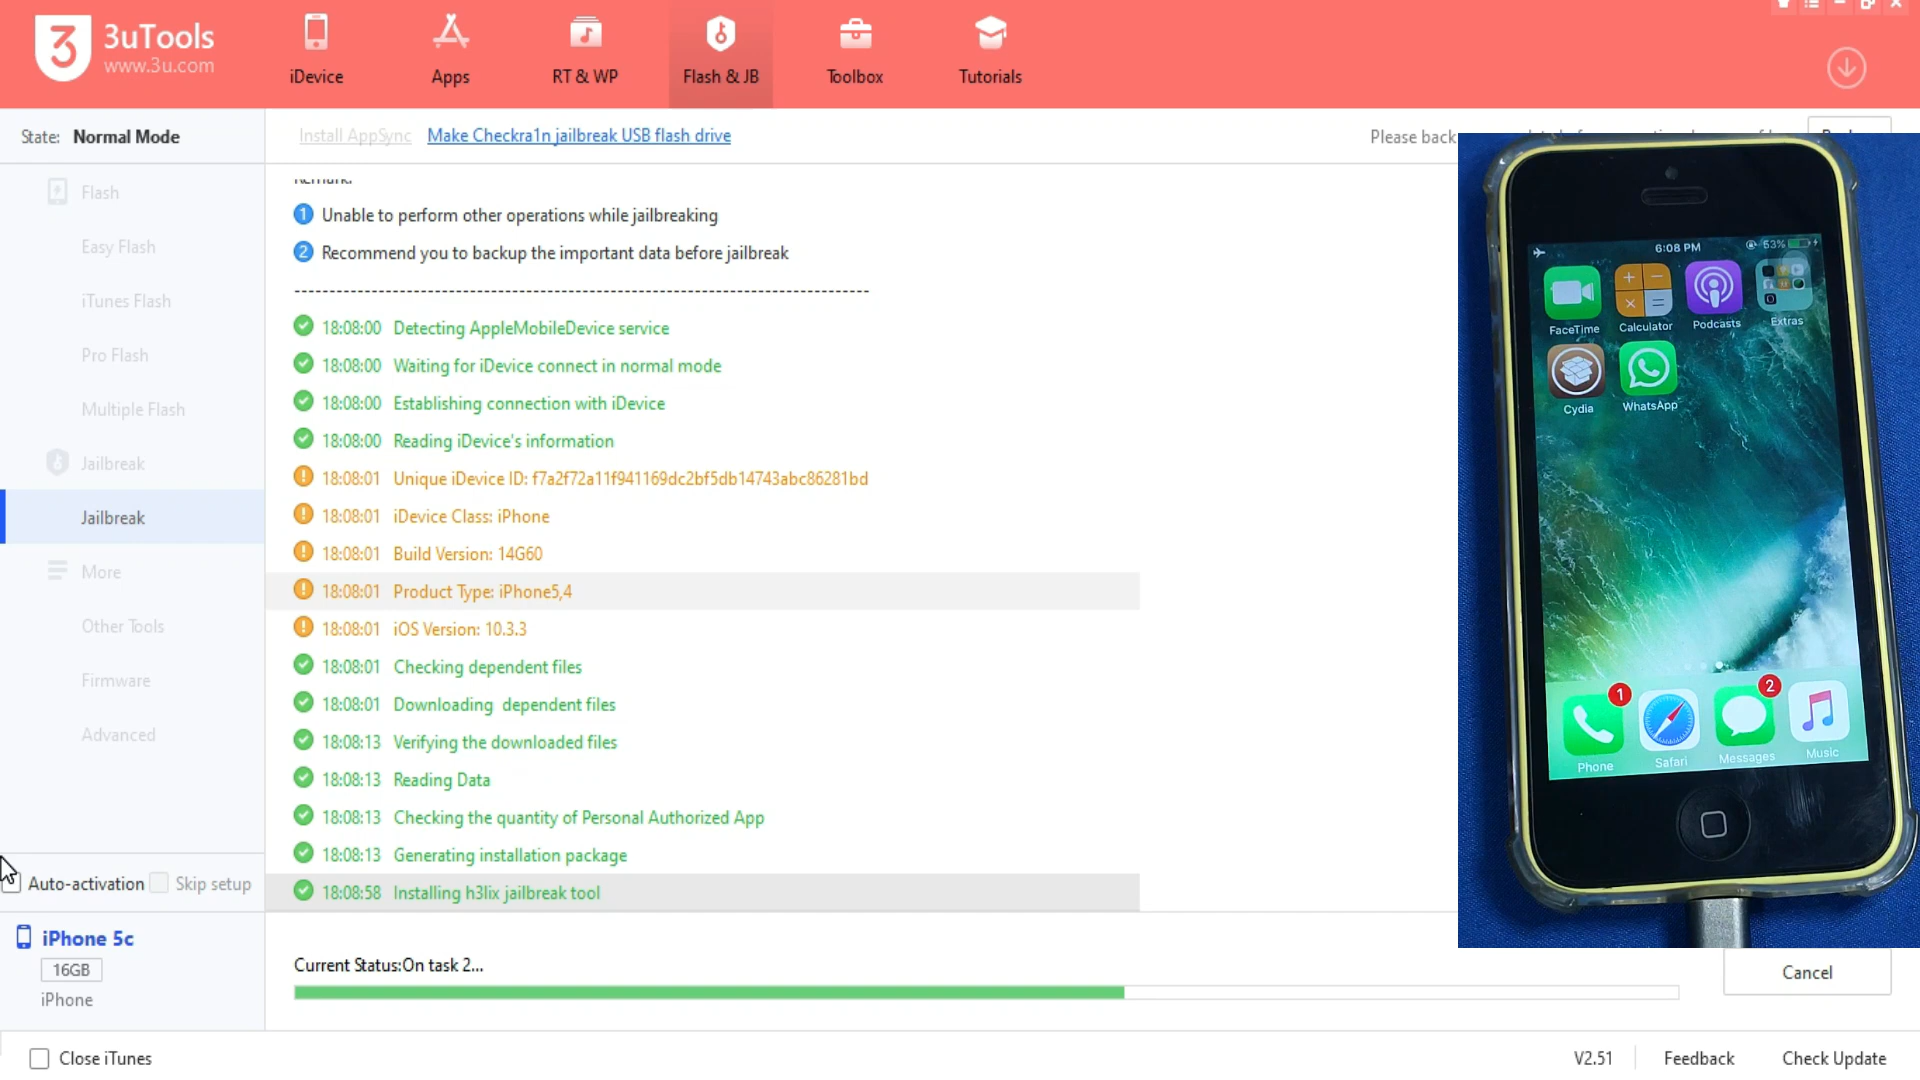 3uTools
www.3u.com
iDevice
Apps
RT & WP
Flash & JB
Toolbox
Tutorials
State: Normal Mode
Install AppSync
Make Checkra1n jailbreak USB flash drive
Please back
Flash
Easy Flash
iTunes Flash
Pro Flash
Multiple Flash
Jailbreak
Jailbreak
More
Other Tools
Firmware
Advanced
Auto-activation
Skip setup
iPhone 5c
16GB
iPhone
Remark:
1 Unable to perform other operations while jailbreaking
2 Recommend you to backup the important data before jailbreak
18:08:00 Detecting AppleMobileDevice service
18:08:00 Waiting for iDevice connect in normal mode
18:08:00 Establishing connection with iDevice
18:08:00 Reading iDevice's information
18:08:01 Unique iDevice ID: f7a2f72a11f941169dc2bf5db14743abc86281bd
18:08:01 iDevice Class: iPhone
18:08:01 Build Version: 14G60
18:08:01 Product Type: iPhone5,4
18:08:01 iOS Version: 10.3.3
18:08:01 Checking dependent files
18:08:01 Downloading dependent files
18:08:13 Verifying the downloaded files
18:08:13 Reading Data
18:08:13 Checking the quantity of Personal Authorized App
18:08:13 Generating installation package
18:08:58 Installing h3lix jailbreak tool
Current Status:On task 2...
Cancel
6:08 PM
53%
FaceTime
Calculator
Podcasts
Extras
Cydia
WhatsApp
1
2
Phone
Safari
Messages
Music
Close iTunes
V2.51
Feedback
Check Update